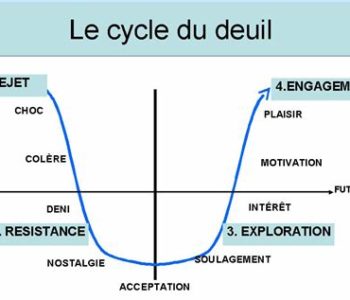 Le cycle du deuil
EJET
4.ENGAGEM
CHOC
PLAISIR
COLÈRE
MOTIVATION
FUT
DENI
INTÉRÊT
. RESISTANCE
3. EXPLORATION
NOSTALGIE
SOULAGEMENT
ACCEPTATION